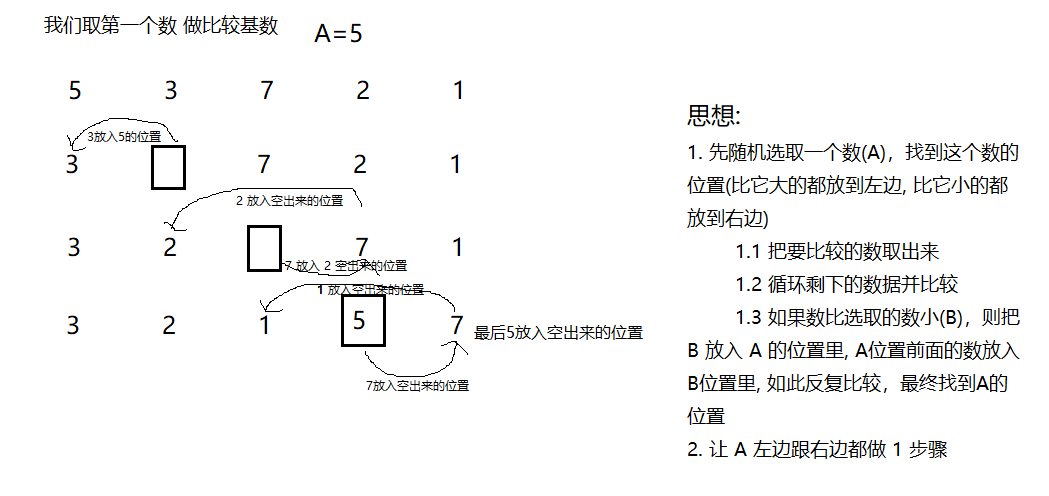 我们取第一个数 做比较基数
A=5
5 3 7 2 1
3放入5的位置
3 7 2 1
2 放入空出来的位置
3 2 7 1
7 放入 2 空出来的位置
1 放入空出来的位置
3 2 1 5 7
最后5放入空出来的位置
7放入空出来的位置
思想:
1. 先随机选取一个数(A)，找到这个数的
位置(比它大的都放到左边, 比它小的都
放到右边)
1.1 把要比较的数取出来
1.2 循环剩下的数据并比较
1.3 如果数比选取的数小(B)，则把
B 放入 A 的位置里, A位置前面的数放入
B位置里, 如此反复比较，最终找到A的
位置
2. 让 A 左边跟右边都做 1 步骤